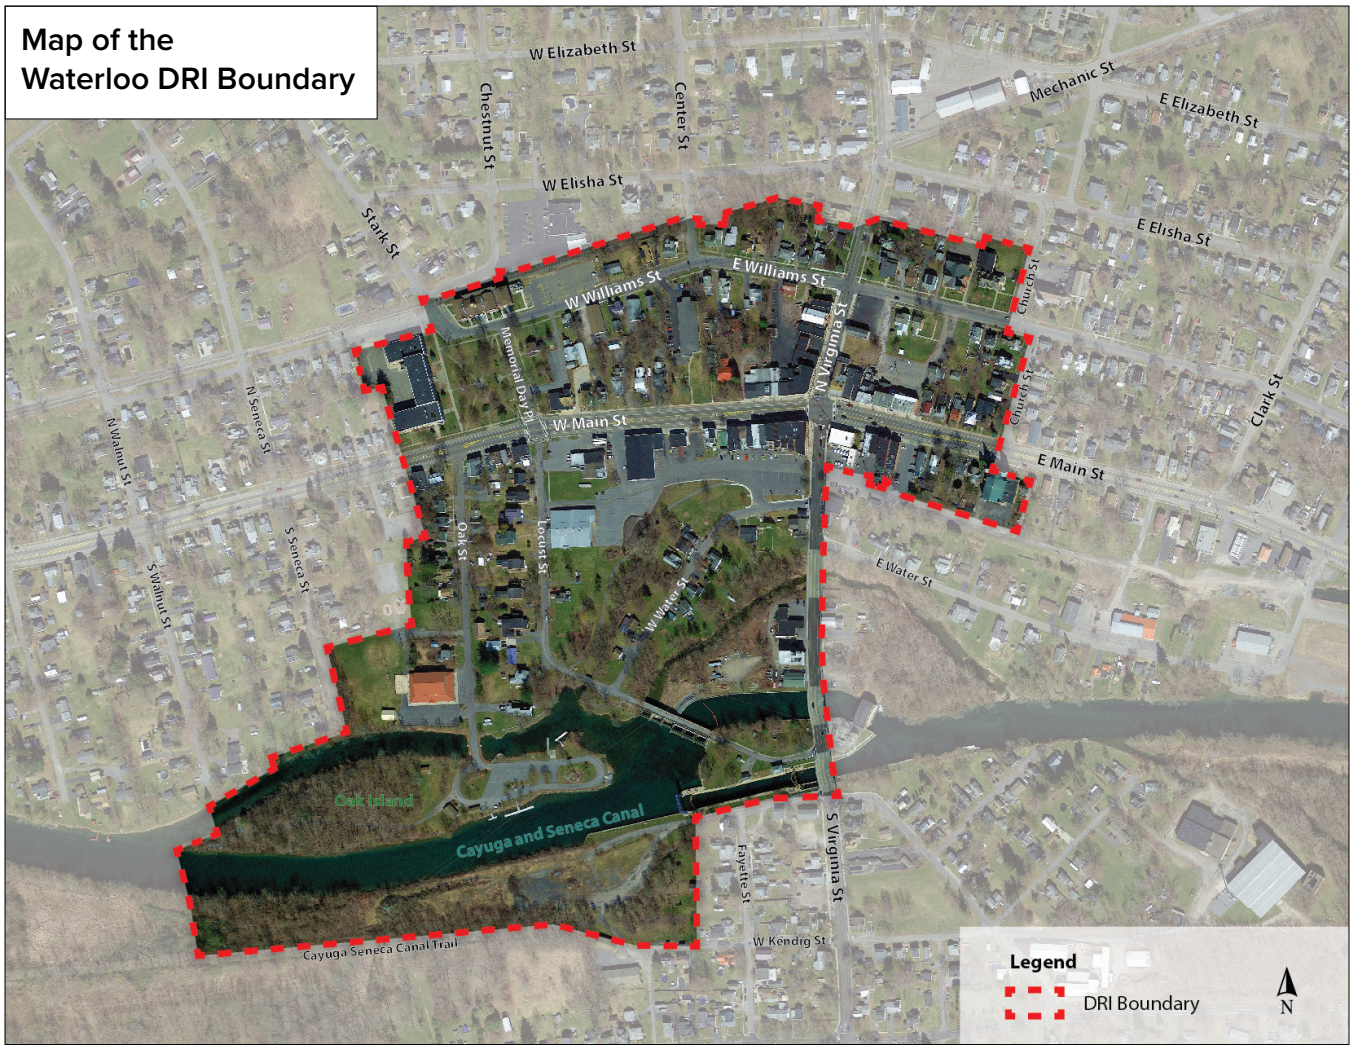 Map of the
Waterloo DRI Boundary
W Elizabeth St
Mechanic St
E Elizabeth St
Chestnut St
Center St
W Elisha St
Stark St
E Elisha St
Church St
E Williams St
W Williams St
N Virginia St
Memorial Day Pl
Church St
Clark St
N Seneca St
N Walnut St
W Main St
E Main St
Oak St
Locust St
S Seneca St
S Walnut St
W Water St
E Water St
Oak Island
Cayuga and Seneca Canal
Fayette St
S Virginia St
W Kendig St
Cayuga Seneca Canal Trail
Legend
DRI Boundary
N